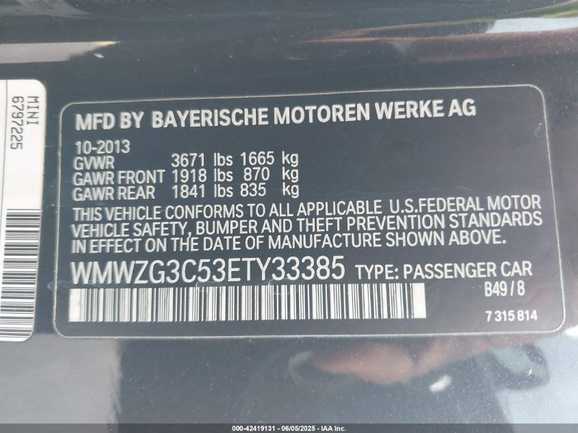 MINI
6797225
MFD BY BAYERISCHE MOTOREN WERKE AG
10-2013
GVWR 3671 lbs 1665 kg
GAWR FRONT 1918 lbs 870 kg
GAWR REAR 1841 lbs 835 kg
THIS VEHICLE CONFORMS TO ALL APPLICABLE U.S.FEDERAL MOTOR
VEHICLE SAFETY, BUMPER AND THEFT PREVENTION STANDARDS
IN EFFECT ON THE DATE OF MANUFACTURE SHOWN ABOVE.
WMWZG3C53ETY33385 TYPE: PASSENGER CAR
B49 / 8
7 315 814
000-42419131 - 06/05/2025 - IAAI, Inc. Copyright